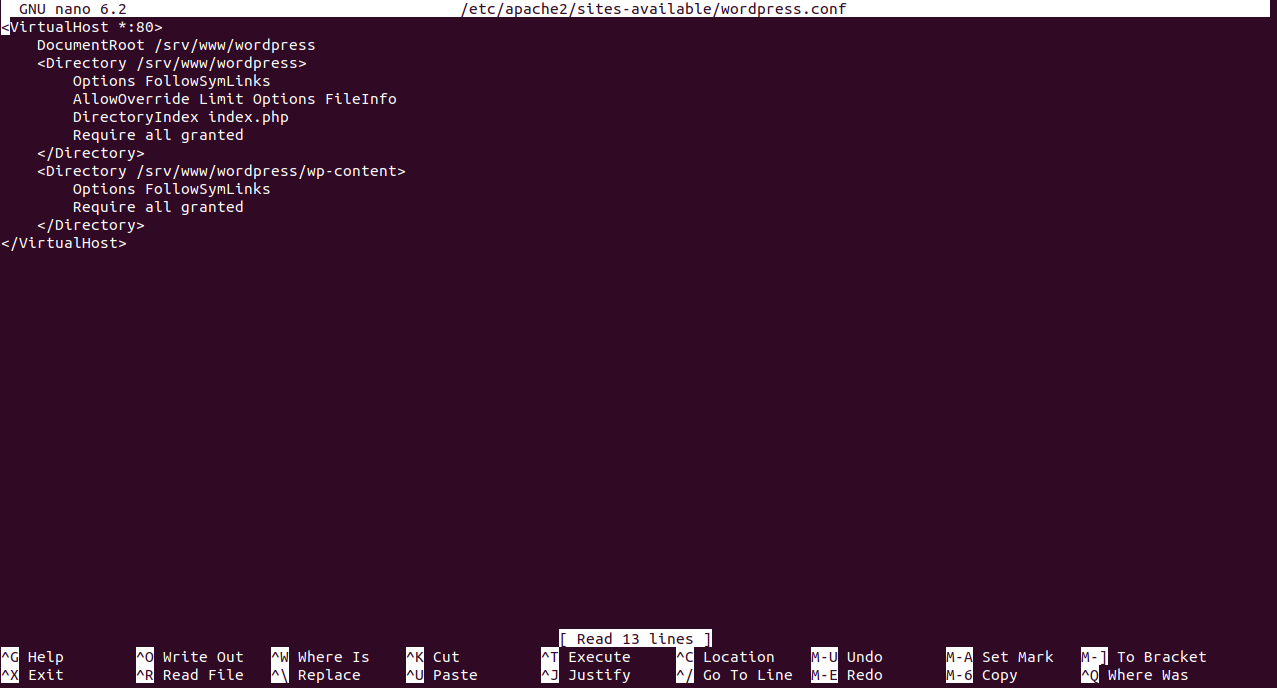 GNU nano 6.2 /etc/apache2/sites-available/wordpress.conf
<VirtualHost *:80>
    DocumentRoot /srv/www/wordpress
    <Directory /srv/www/wordpress>
        Options FollowSymLinks
        AllowOverride Limit Options FileInfo
        DirectoryIndex index.php
        Require all granted
    </Directory>
    <Directory /srv/www/wordpress/wp-content>
        Options FollowSymLinks
        Require all granted
    </Directory>
</VirtualHost>
[ Read 13 lines ]
^G Help ^O Write Out ^W Where Is ^K Cut ^T Execute ^C Location M-U Undo M-A Set Mark M-] To Bracket
^X Exit ^R Read File ^\ Replace ^U Paste ^J Justify ^/ Go To Line M-E Redo M-6 Copy ^Q Where Was